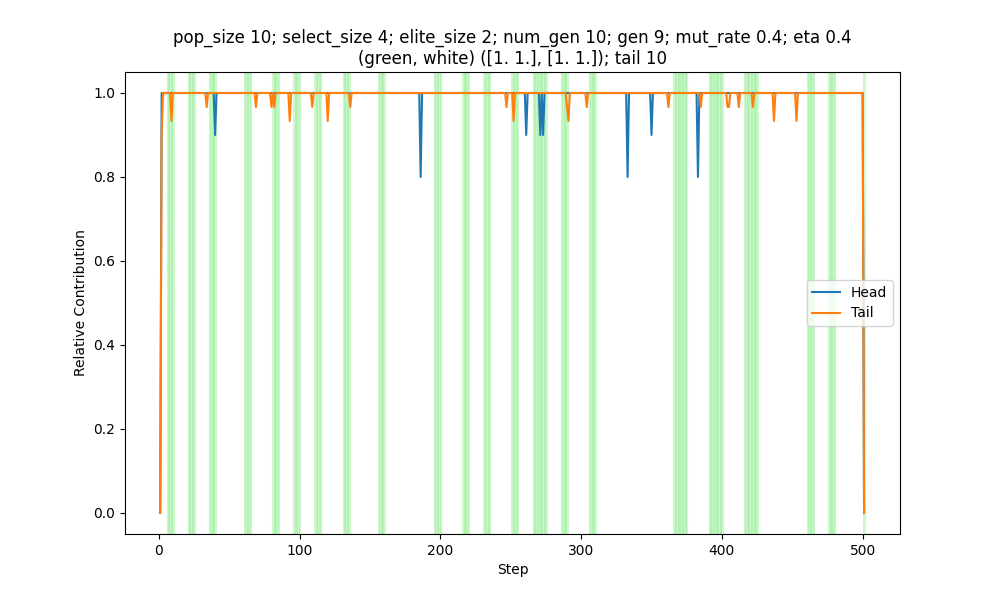 pop_size 10; select_size 4; elite_size 2; num_gen 10; gen 9; mut_rate 0.4; eta 0.4
(green, white) ([1. 1.], [1. 1.]); tail 10
1.0
0.8
0.6
0.4
0.2
0.0
Relative Contribution
Head
Tail
0
100
200
300
400
500
Step